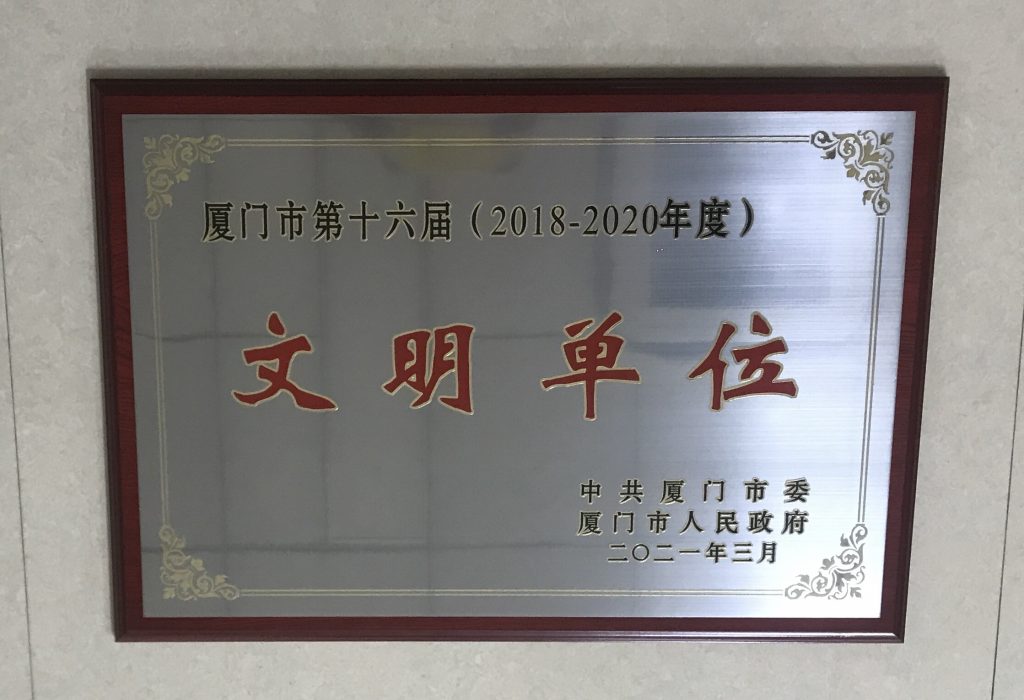 厦门市第十六届（2018-2020年度）
文明单位
中共厦门市委
厦门市人民政府
二〇二一年三月